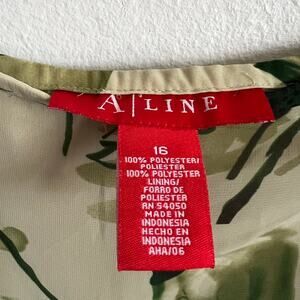 A|LINE
16
100% POLYESTER/
POLIESTER
100% POLYESTER
LINING/
FORRO DE
POLIESTER
RN 54050
MADE IN
INDONESIA
HECHO EN
INDONESIA
AHA/06